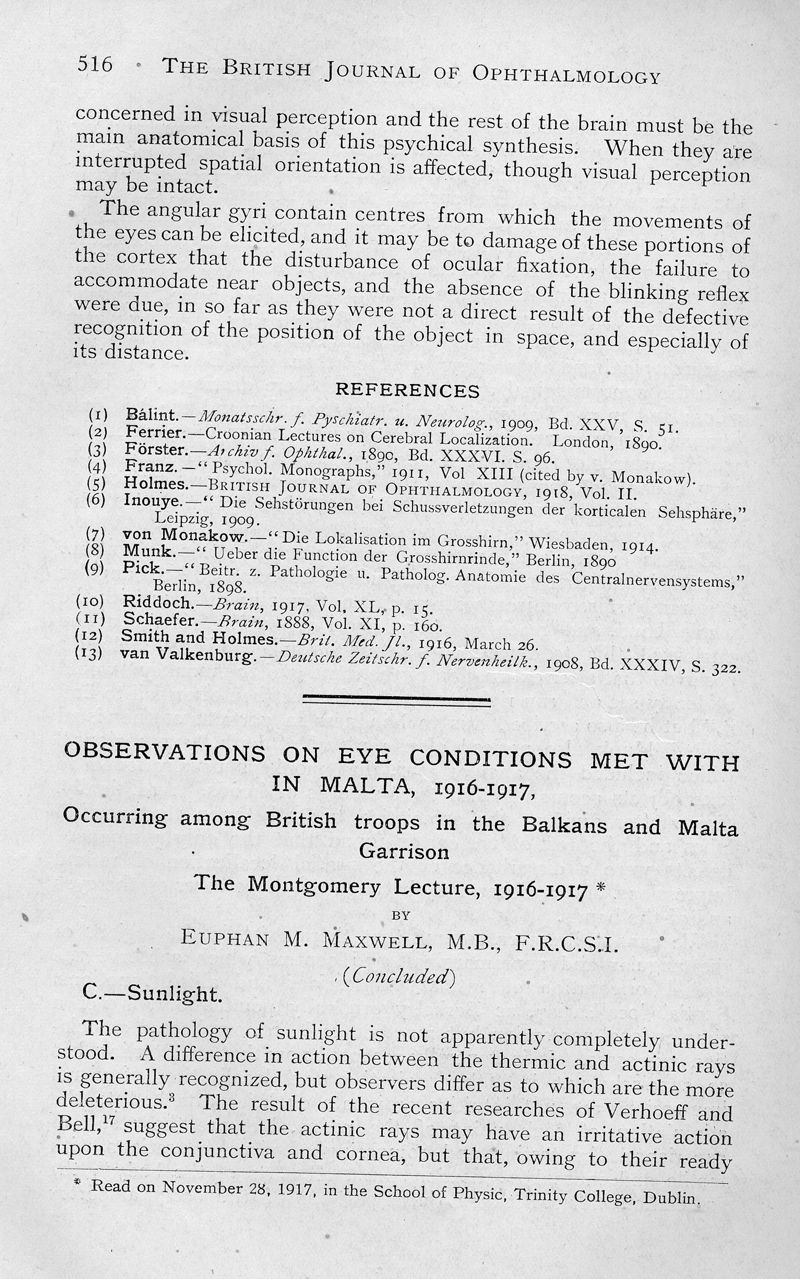 516 THE BRITISH JOURNAL OF OPHTHALMOLOGY
concerned in visual perception and the rest of the brain must be the
main anatomical basis of this psychical synthesis. When they are
interrupted spatial orientation is affected, though visual perception
may be intact.
The angular gyri contain centres from which the movements of
the eyes can be elicited, and it may be to damage of these portions of
the cortex that the disturbance of ocular fixation, the failure to
accommodate near objects, and the absence of the blinking reflex
were due, in so far as they were not a direct result of the defective
recognition of the position of the object in space, and especially of
its distance.
REFERENCES
(1) Bálint.—Monatsschr. f. Pyschiatr. u. Neurolog., 1909, Bd. XXV, S. 51.
(2) Ferrier.—Croonian Lectures on Cerebral Localization. London, 1890.
(3) Förster.—Archiv f. Ophthal., 1890, Bd. XXXVI. S. 96.
(4) Franz.—“Psychol. Monographs,” 1911, Vol XIII (cited by v. Monakow).
(5) Holmes.—BRITISH JOURNAL OF OPHTHALMOLOGY, 1918, Vol. II.
(6) Inouye.—“Die Sehstörungen bei Schussverletzungen der korticalen Sehsphäre,”
Leipzig, 1909.
(7) von Monakow.—“Die Lokalisation im Grosshirn,” Wiesbaden, 1914.
(8) Munk.—“Ueber die Function der Grosshirnrinde,” Berlin, 1890
(9) Pick.—“Beitr. z. Pathologie u. Patholog. Anatomie des Centralnervensystems,”
Berlin, 1898.
(10) Riddoch.—Brain, 1917, Vol. XL, p. 15.
(11) Schaefer.—Brain, 1888, Vol. XI, p. 160.
(12) Smith and Holmes.—Brit. Med. Jl., 1916, March 26.
(13) van Valkenburg.—Deutsche Zeitschr. f. Nervenheilk., 1908, Bd. XXXIV, S. 322.
OBSERVATIONS ON EYE CONDITIONS MET WITH
IN MALTA, 1916-1917,
Occurring among British troops in the Balkans and Malta
Garrison
The Montgomery Lecture, 1916-1917 *
BY
EUPHAN M. MAXWELL, M.B., F.R.C.S.I.
(Concluded)
C.—Sunlight.
The pathology of sunlight is not apparently completely under-
stood. A difference in action between the thermic and actinic rays
is generally recognized, but observers differ as to which are the more
deleterious.³ The result of the recent researches of Verhoeff and
Bell,¹⁷ suggest that the actinic rays may have an irritative action
upon the conjunctiva and cornea, but that, owing to their ready
* Read on November 28, 1917, in the School of Physic, Trinity College, Dublin.